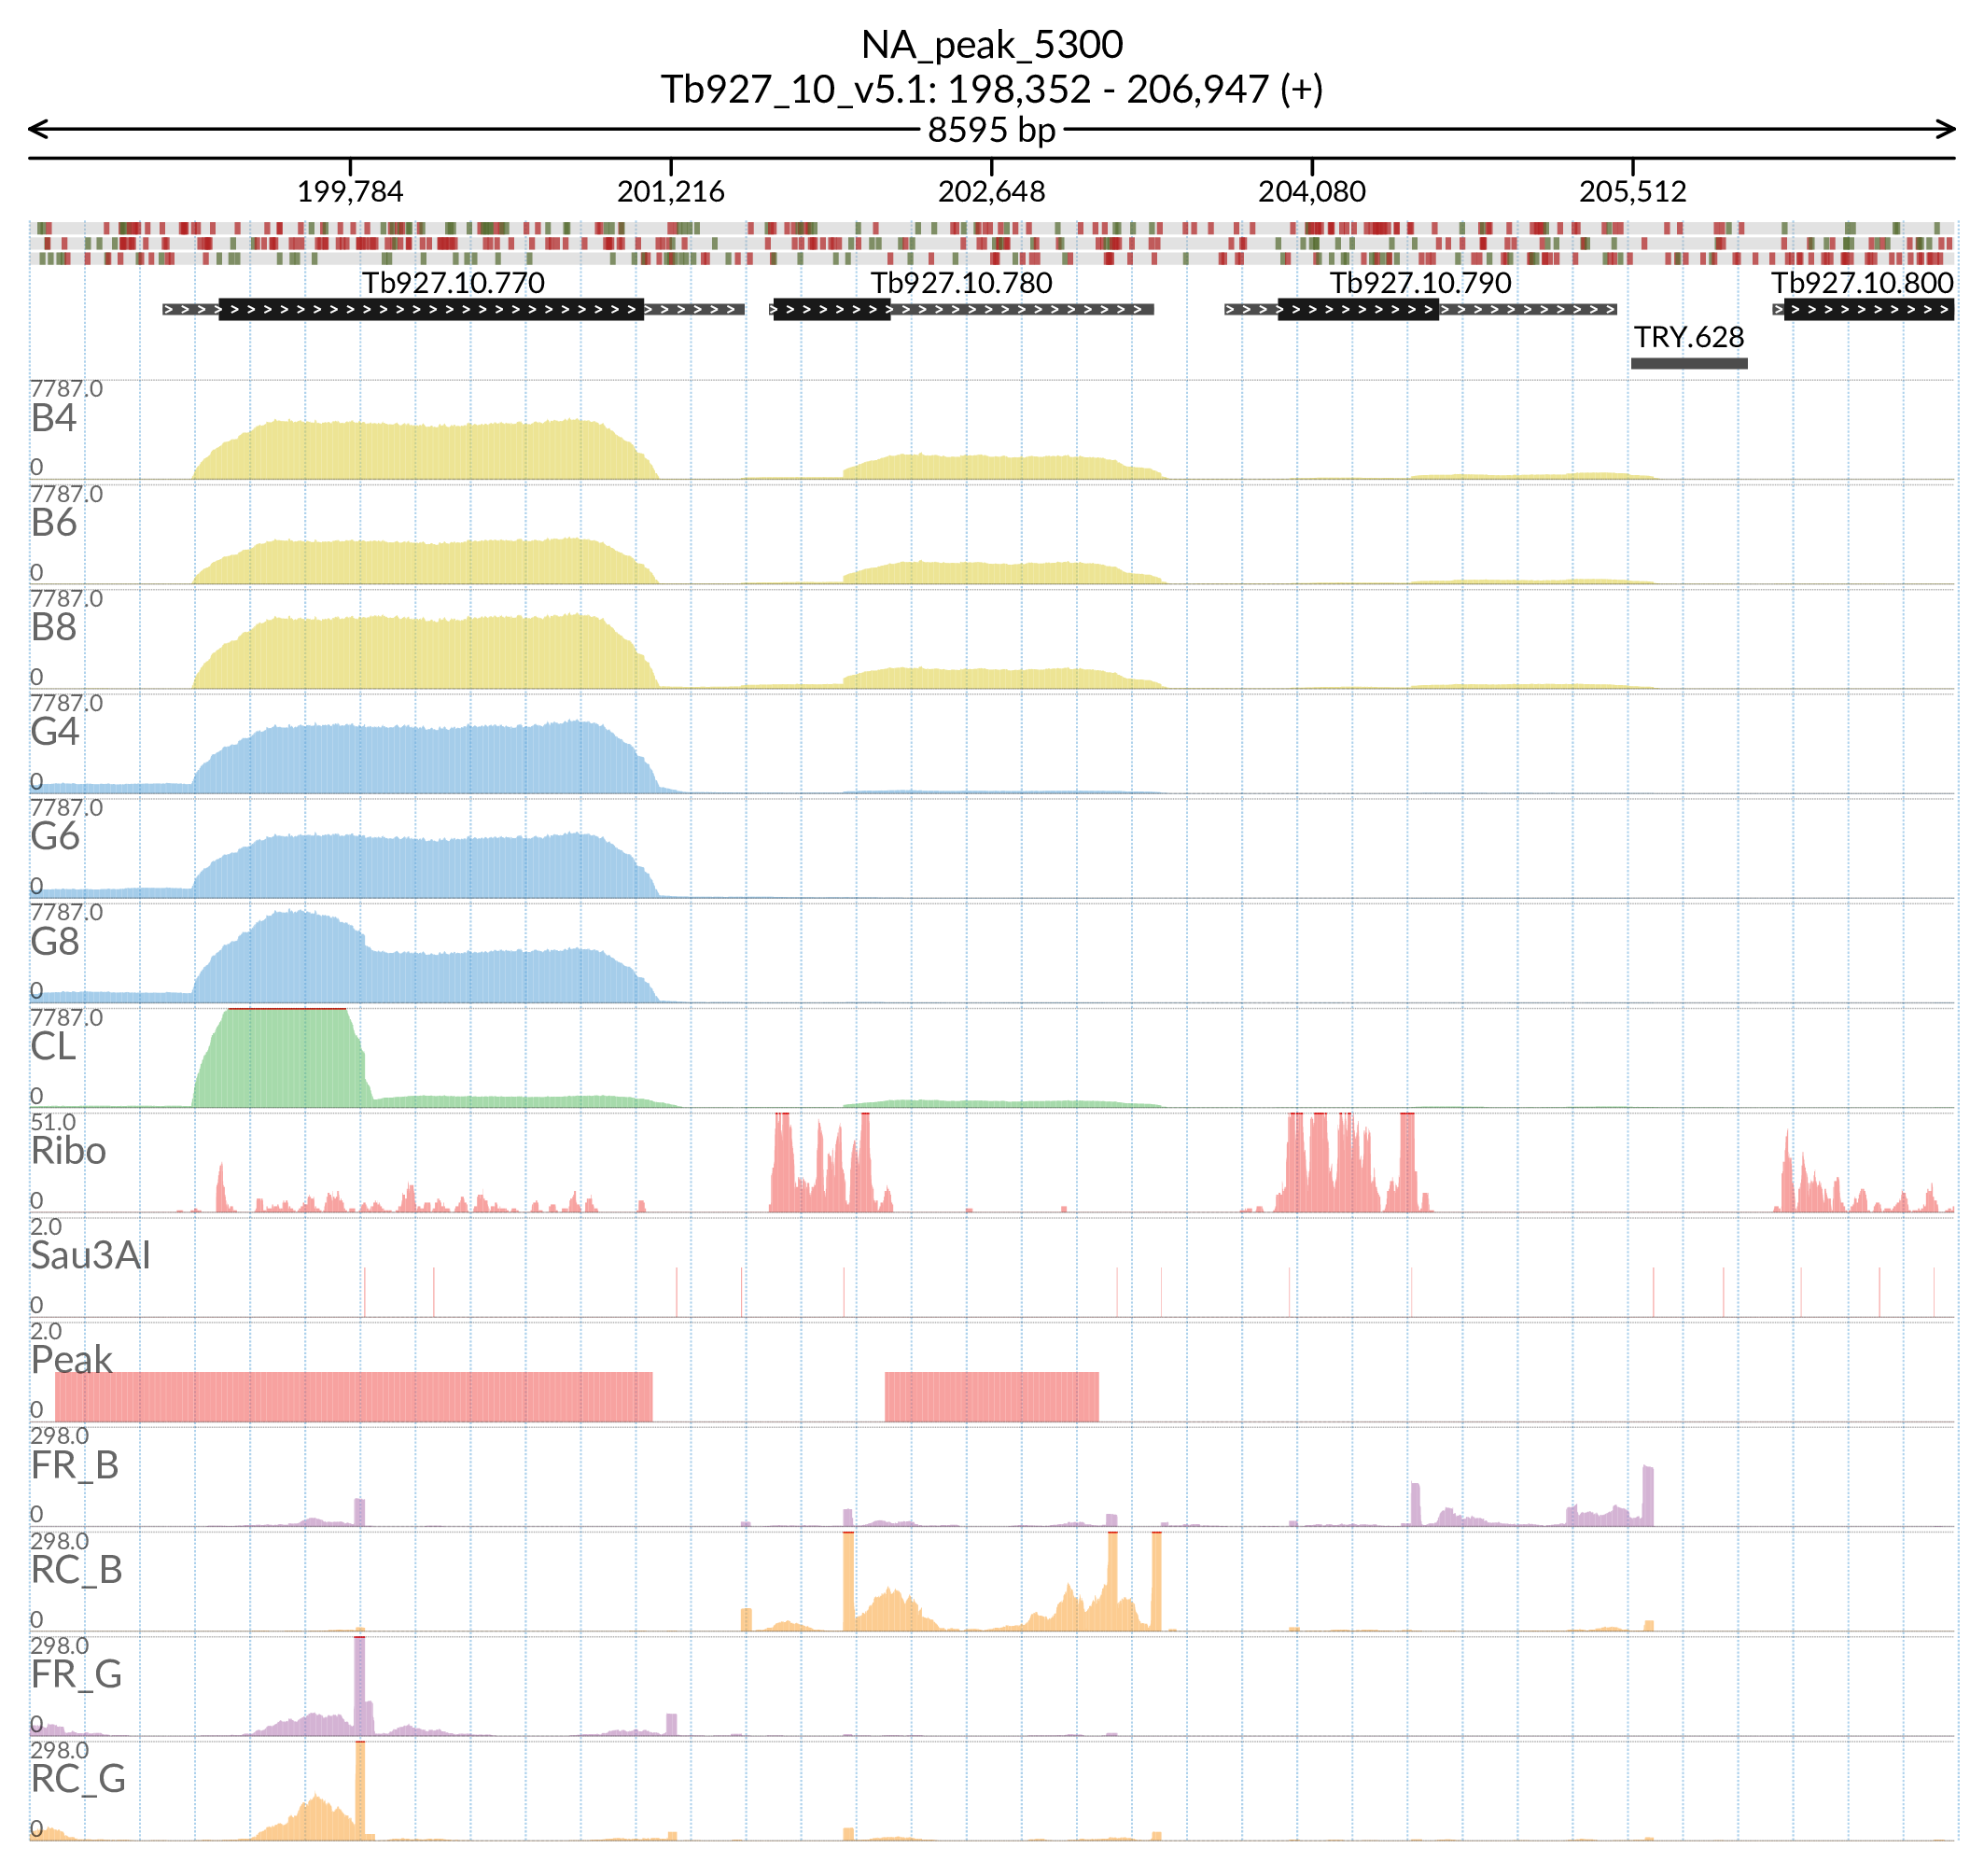 NA_peak_5300
Tb927_10_v5.1: 198,352 - 206,947 (+)
8595 bp
199,784 201,216 202,648 204,080 205,512
Tb927.10.770 Tb927.10.780 Tb927.10.790 Tb927.10.800
TRY.628
7787.0
B4
0
7787.0
B6
0
7787.0
B8
0
7787.0
G4
0
7787.0
G6
0
7787.0
G8
0
7787.0
CL
0
51.0
Ribo
0
2.0
Sau3AI
0
2.0
Peak
0
298.0
FR_B
0
298.0
RC_B
0
298.0
FR_G
0
298.0
RC_G
0